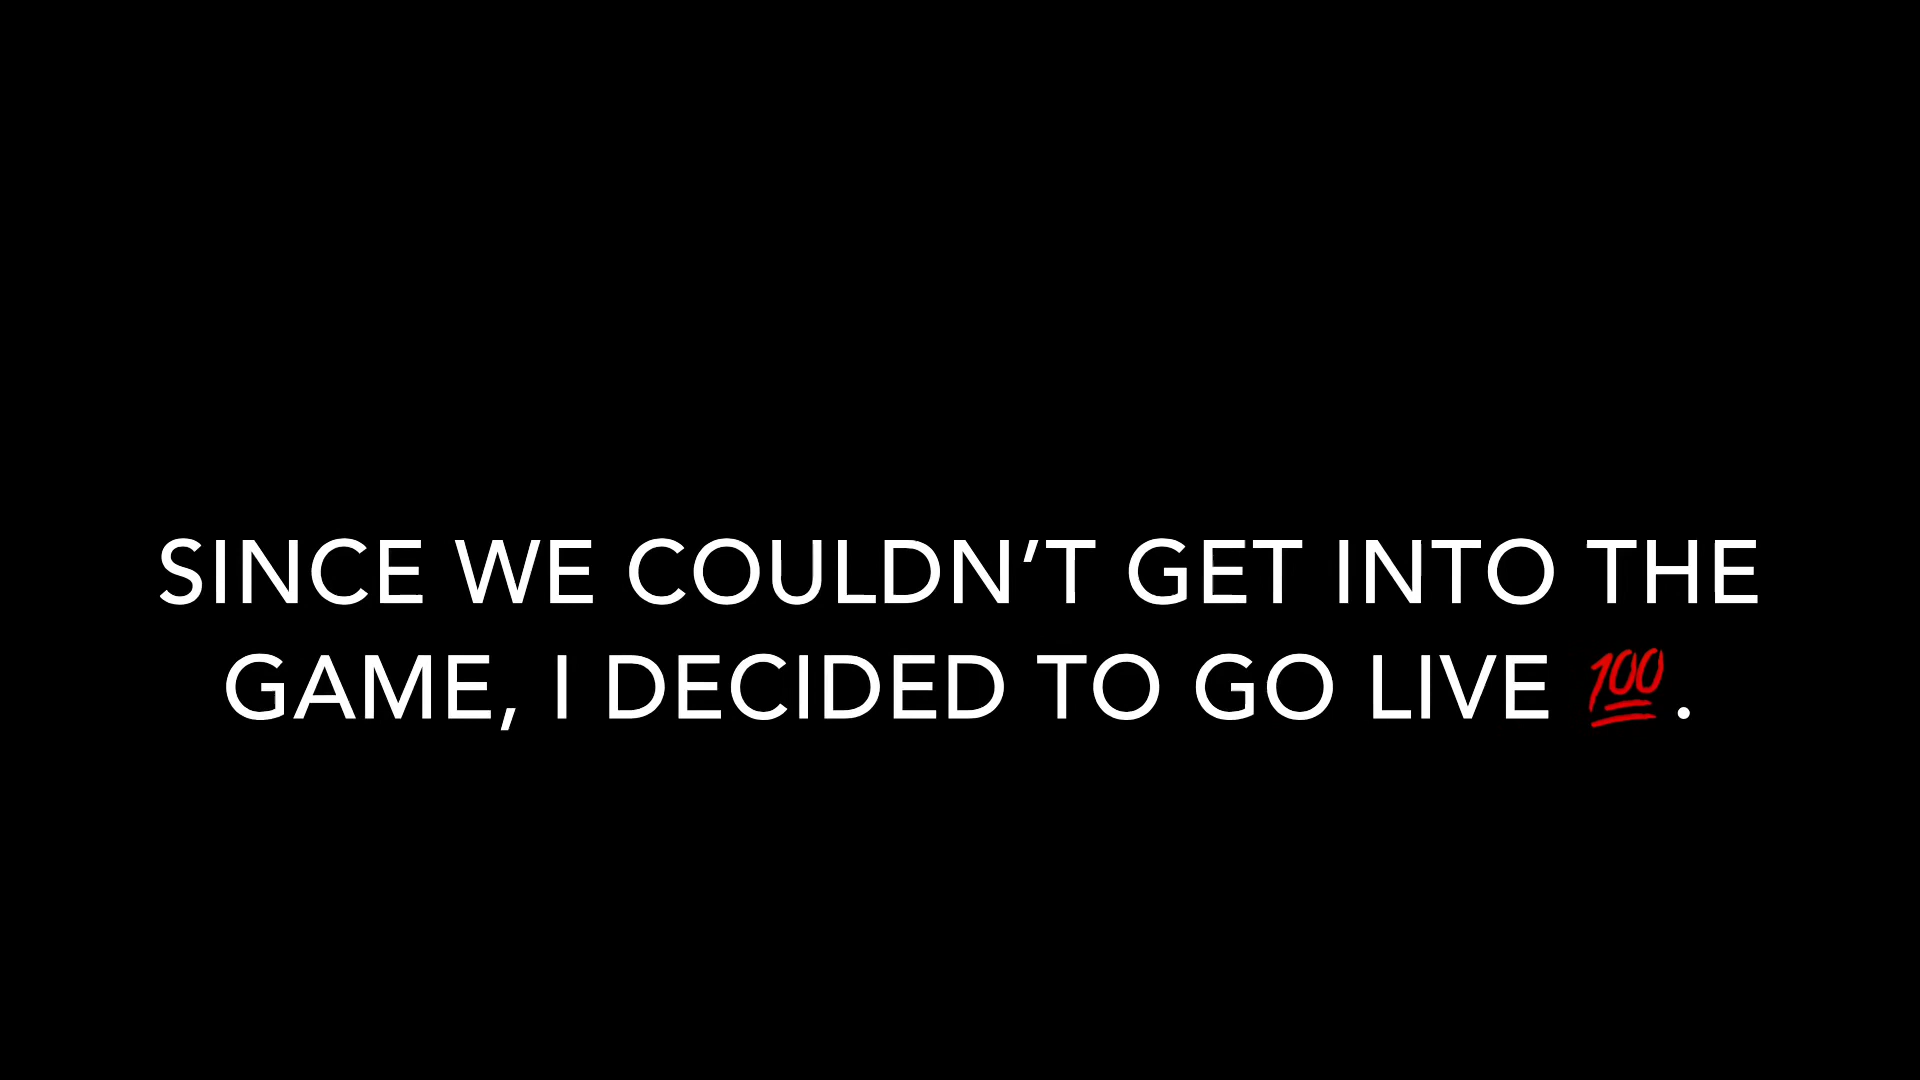 SINCE WE COULDN’T GET INTO THE
GAME, I DECIDED TO GO LIVE 💯.